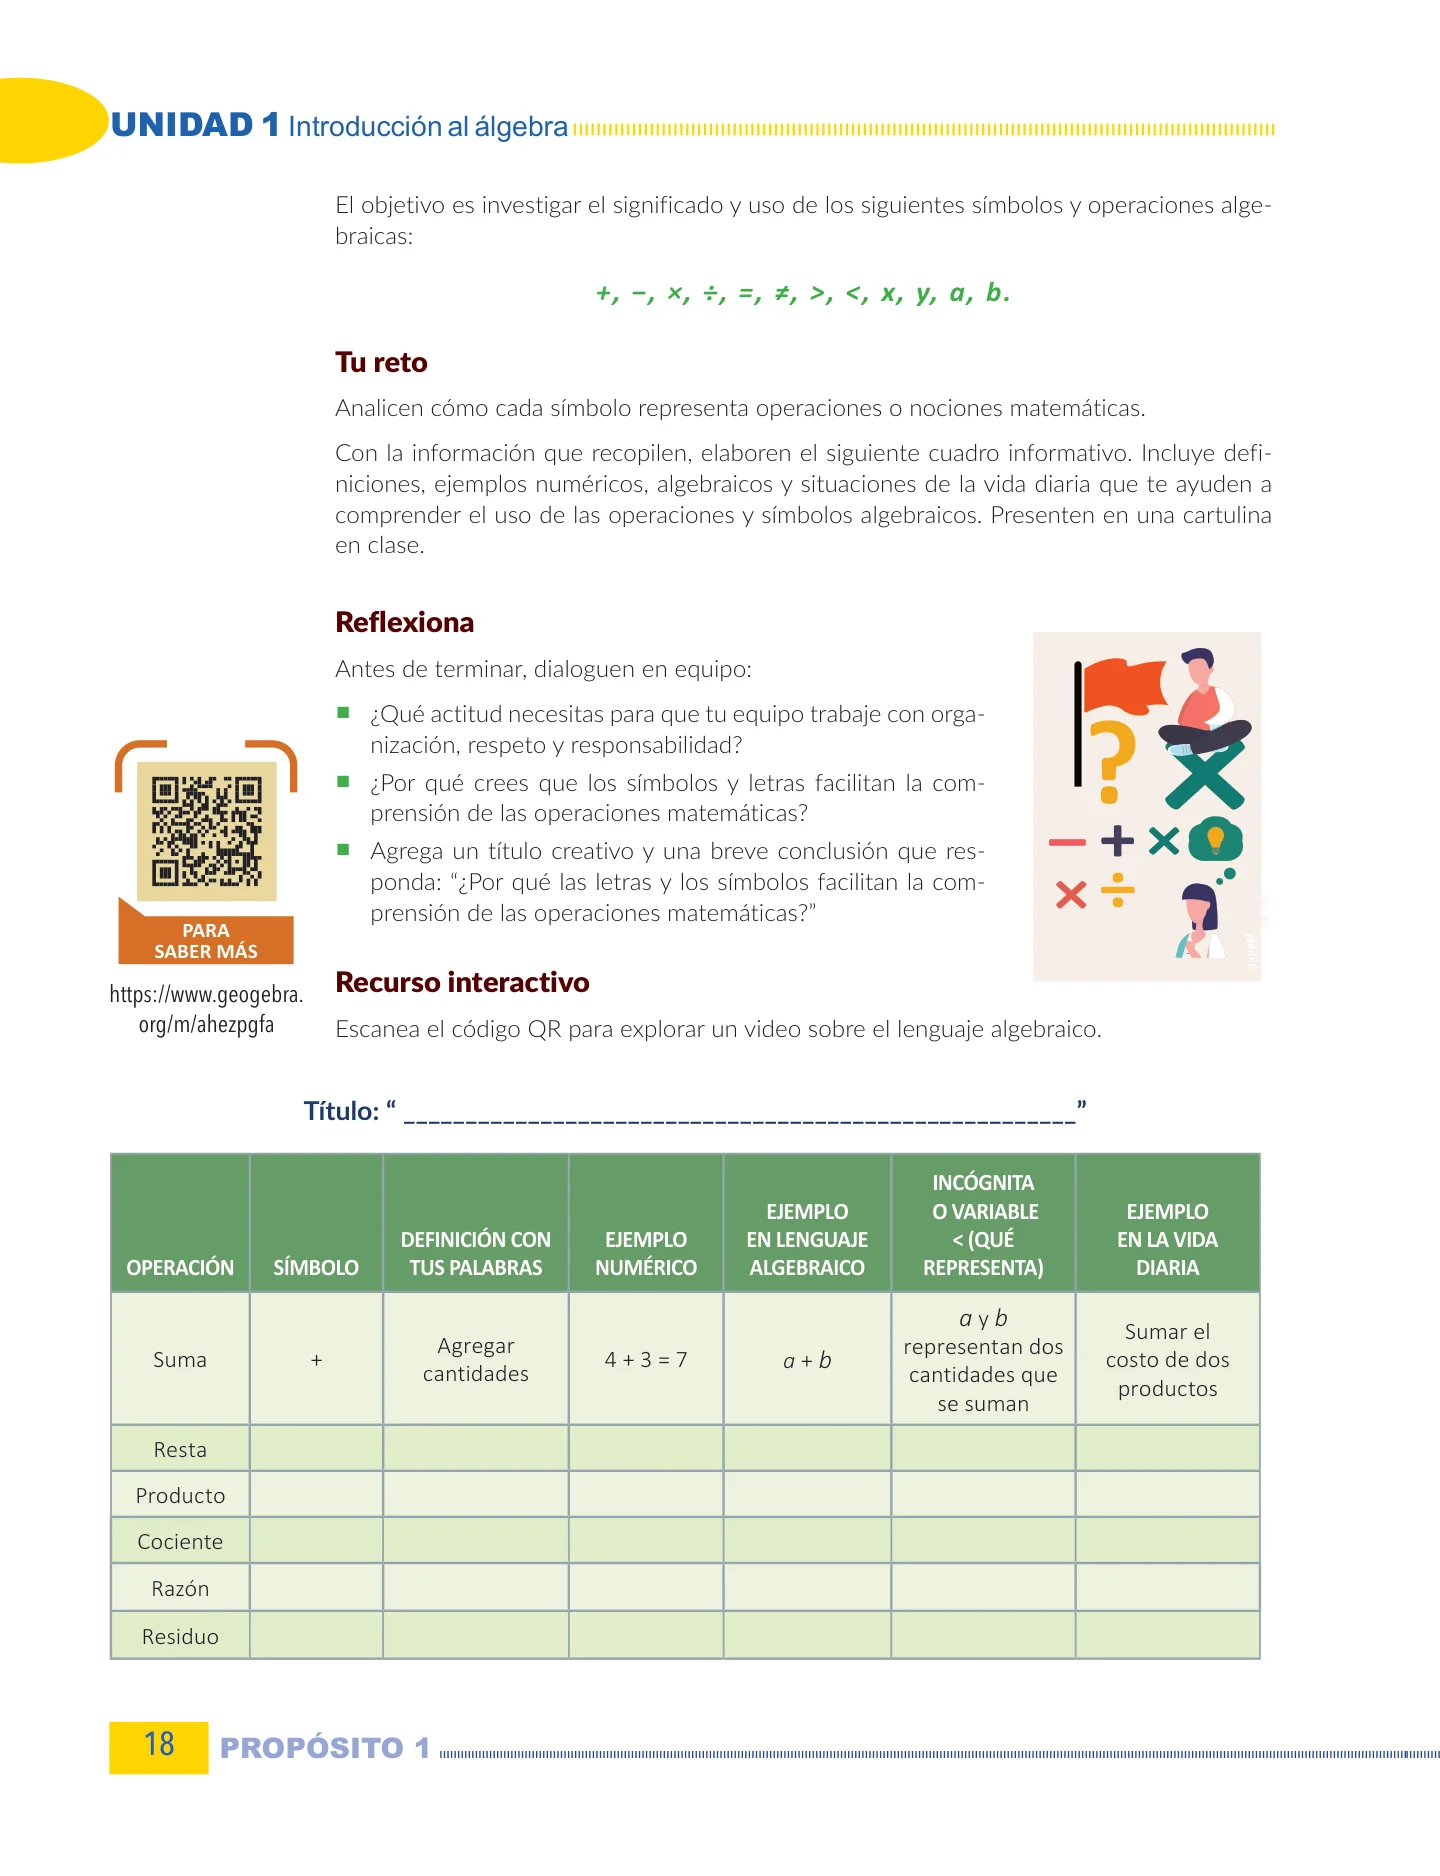 UNIDAD 1 Introducción al álgebra
El objetivo es investigar el significado y uso de los siguientes símbolos y operaciones alge-
braicas:
+, −, ×, ÷, =, ≠, >, <, x, y, a, b.
Tu reto
Analicen cómo cada símbolo representa operaciones o nociones matemáticas.
Con la información que recopilen, elaboren el siguiente cuadro informativo. Incluye defi-
niciones, ejemplos numéricos, algebraicos y situaciones de la vida diaria que te ayuden a
comprender el uso de las operaciones y símbolos algebraicos. Presenten en una cartulina
en clase.
Reflexiona
Antes de terminar, dialoguen en equipo:
¿Qué actitud necesitas para que tu equipo trabaje con orga-
nización, respeto y responsabilidad?
¿Por qué crees que los símbolos y letras facilitan la com-
prensión de las operaciones matemáticas?
Agrega un título creativo y una breve conclusión que res-
ponda: “¿Por qué las letras y los símbolos facilitan la com-
prensión de las operaciones matemáticas?”
PARA
SABER MÁS
https://www.geogebra.
org/m/ahezpgfa
Recurso interactivo
Escanea el código QR para explorar un video sobre el lenguaje algebraico.
Título: “ ______________________________________________________”
OPERACIÓN
SÍMBOLO
DEFINICIÓN CON
TUS PALABRAS
EJEMPLO
NUMÉRICO
EJEMPLO
EN LENGUAJE
ALGEBRAICO
INCÓGNITA
O VARIABLE
< (QUÉ
REPRESENTA)
EJEMPLO
EN LA VIDA
DIARIA
Suma
+
Agregar
cantidades
4 + 3 = 7
a + b
a y b
representan dos
cantidades que
se suman
Sumar el
costo de dos
productos
Resta
Producto
Cociente
Razón
Residuo
18 PROPÓSITO 1